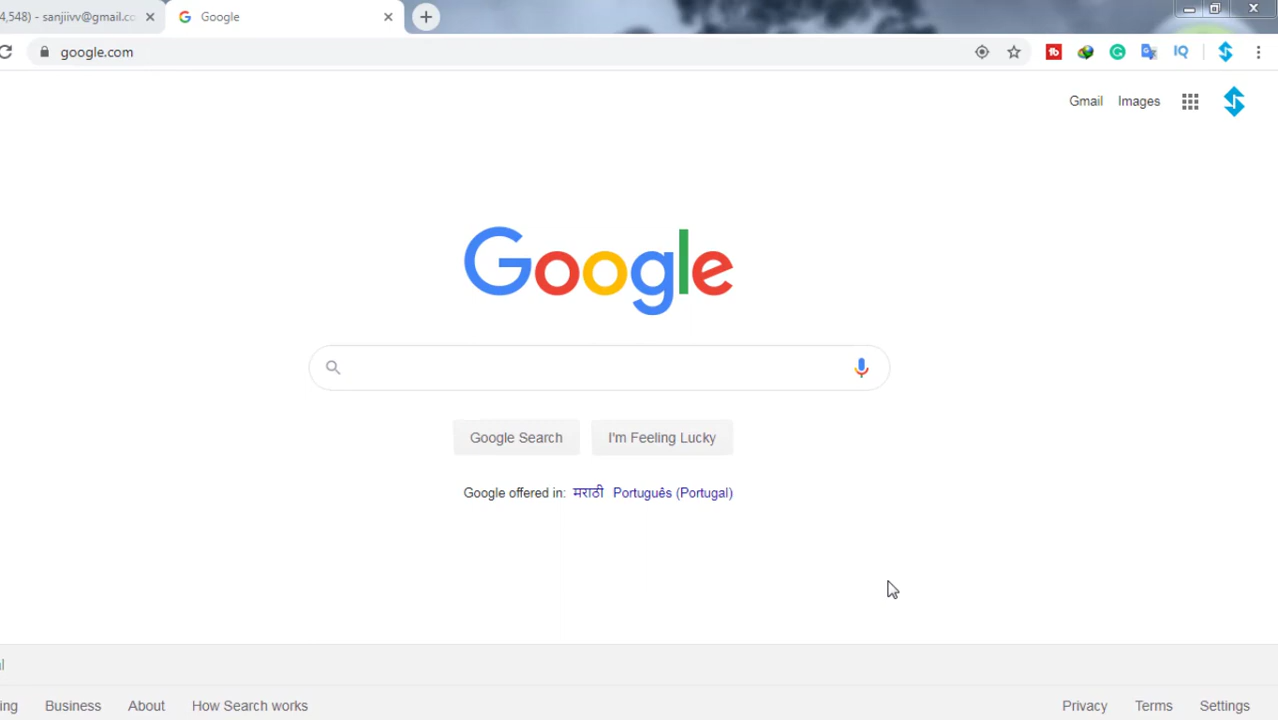 4,548) - sanjiivv@gmail.co
Google
google.com
Gmail Images
Google
Google Search I'm Feeling Lucky
Google offered in: मराठी Português (Portugal)
Business About How Search works Privacy Terms Settings